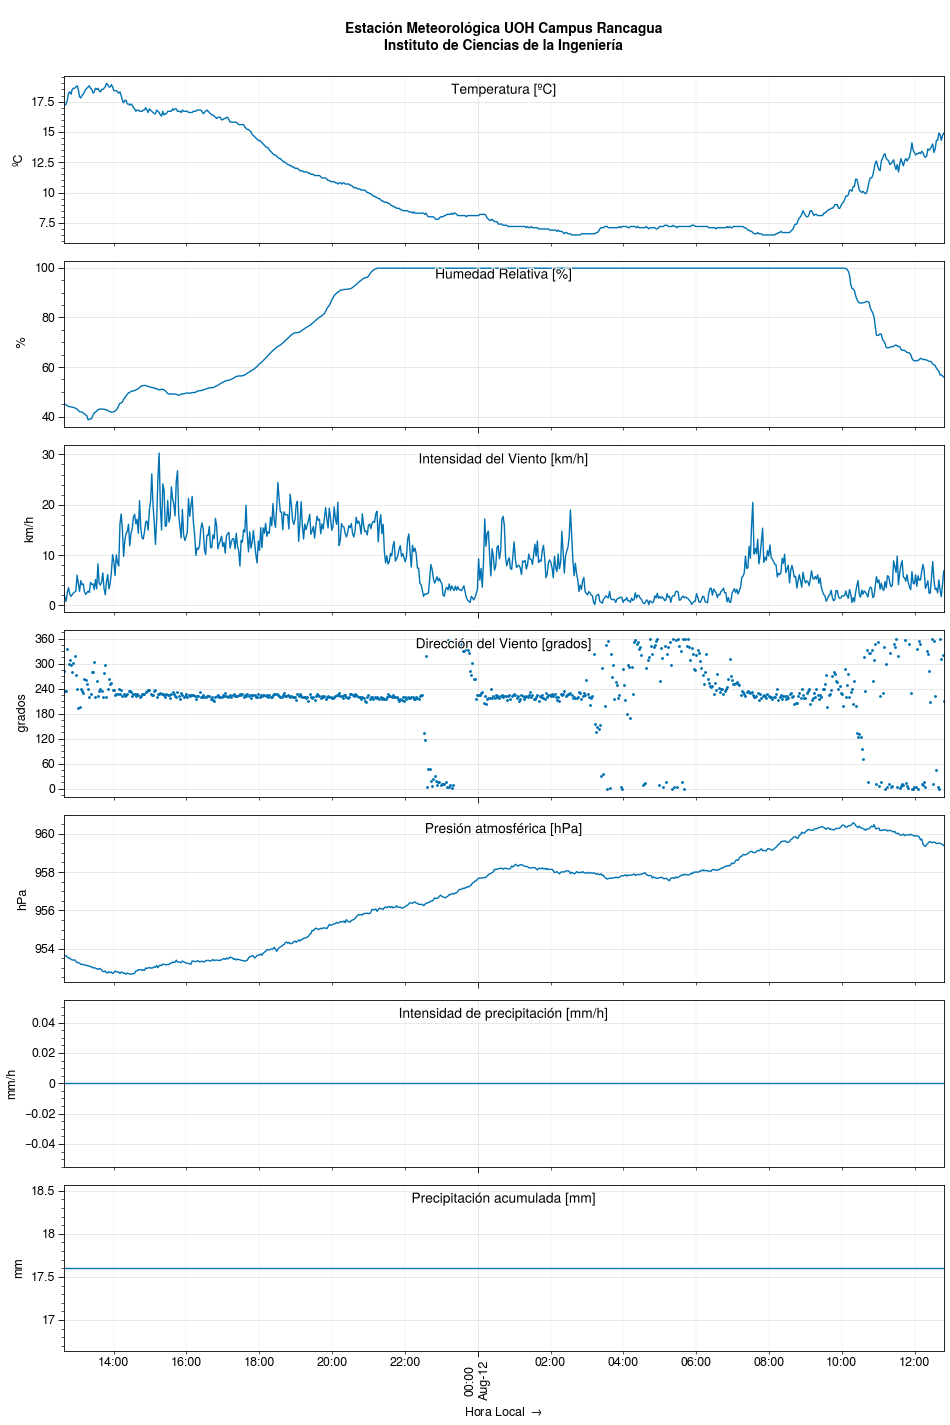 Estación Meteorológica UOH Campus Rancagua
Instituto de Ciencias de la Ingeniería
Temperatura [ºC]
ºC
17.5
15
12.5
10
7.5
Humedad Relativa [%]
%
100
80
60
40
Intensidad del Viento [km/h]
km/h
30
20
10
0
Dirección del Viento [grados]
grados
360
300
240
180
120
60
0
Presión atmosférica [hPa]
hPa
960
958
956
954
Intensidad de precipitación [mm/h]
mm/h
0.04
0.02
0
−0.02
−0.04
Precipitación acumulada [mm]
mm
18.5
18
17.5
17
14:00 16:00 18:00 20:00 22:00 00:00 02:00 04:00 06:00 08:00 10:00 12:00
Aug-12
Hora Local →